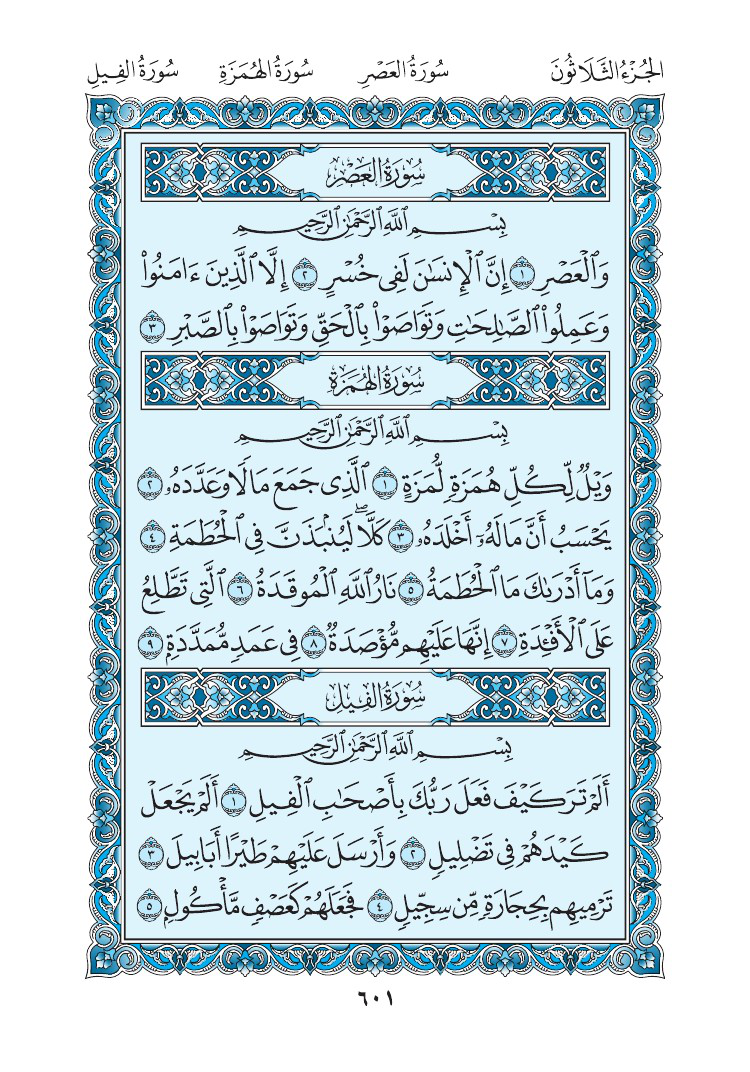 الجُزْءُ الثَّلَاثُونَ سُورَةُ العَصْرِ سُورَةُ الهُمَزَةِ سُورَةُ الفِيلِ
سُورَةُ العَصْرِ
بِسْمِ ٱللَّهِ ٱلرَّحْمَٰنِ ٱلرَّحِيمِ
وَٱلْعَصْرِ ١ إِنَّ ٱلْإِنسَٰنَ لَفِى خُسْرٍ ٢ إِلَّا ٱلَّذِينَ ءَامَنُوا۟
وَعَمِلُوا۟ ٱلصَّٰلِحَٰتِ وَتَوَاصَوْا۟ بِٱلْحَقِّ وَتَوَاصَوْا۟ بِٱلصَّبْرِ ٣
سُورَةُ الهُمَزَةِ
بِسْمِ ٱللَّهِ ٱلرَّحْمَٰنِ ٱلرَّحِيمِ
وَيْلٌ لِّكُلِّ هُمَزَةٍ لُّمَزَةٍ ١ ٱلَّذِى جَمَعَ مَالًا وَعَدَّدَهُۥ ٢
يَحْسَبُ أَنَّ مَالَهُۥٓ أَخْلَدَهُۥ ٣ كَلَّا ۖ لَيُنۢبَذَنَّ فِى ٱلْحُطَمَةِ ٤
وَمَآ أَدْرَىٰكَ مَا ٱلْحُطَمَةُ ٥ نَارُ ٱللَّهِ ٱلْمُوقَدَةُ ٦ ٱلَّتِى تَطَّلِعُ
عَلَى ٱلْأَفْـِٔدَةِ ٧ إِنَّهَا عَلَيْهِم مُّؤْصَدَةٌ ٨ فِى عَمَدٍ مُّمَدَّدَةٍۭ ٩
سُورَةُ الفِيلِ
بِسْمِ ٱللَّهِ ٱلرَّحْمَٰنِ ٱلرَّحِيمِ
أَلَمْ تَرَ كَيْفَ فَعَلَ رَبُّكَ بِأَصْحَٰبِ ٱلْفِيلِ ١ أَلَمْ يَجْعَلْ
كَيْدَهُمْ فِى تَضْلِيلٍ ٢ وَأَرْسَلَ عَلَيْهِمْ طَيْرًا أَبَابِيلَ ٣
تَرْمِيهِم بِحِجَارَةٍ مِّن سِجِّيلٍ ٤ فَجَعَلَهُمْ كَعَصْفٍ مَّأْكُولٍۭ ٥
٦٠١